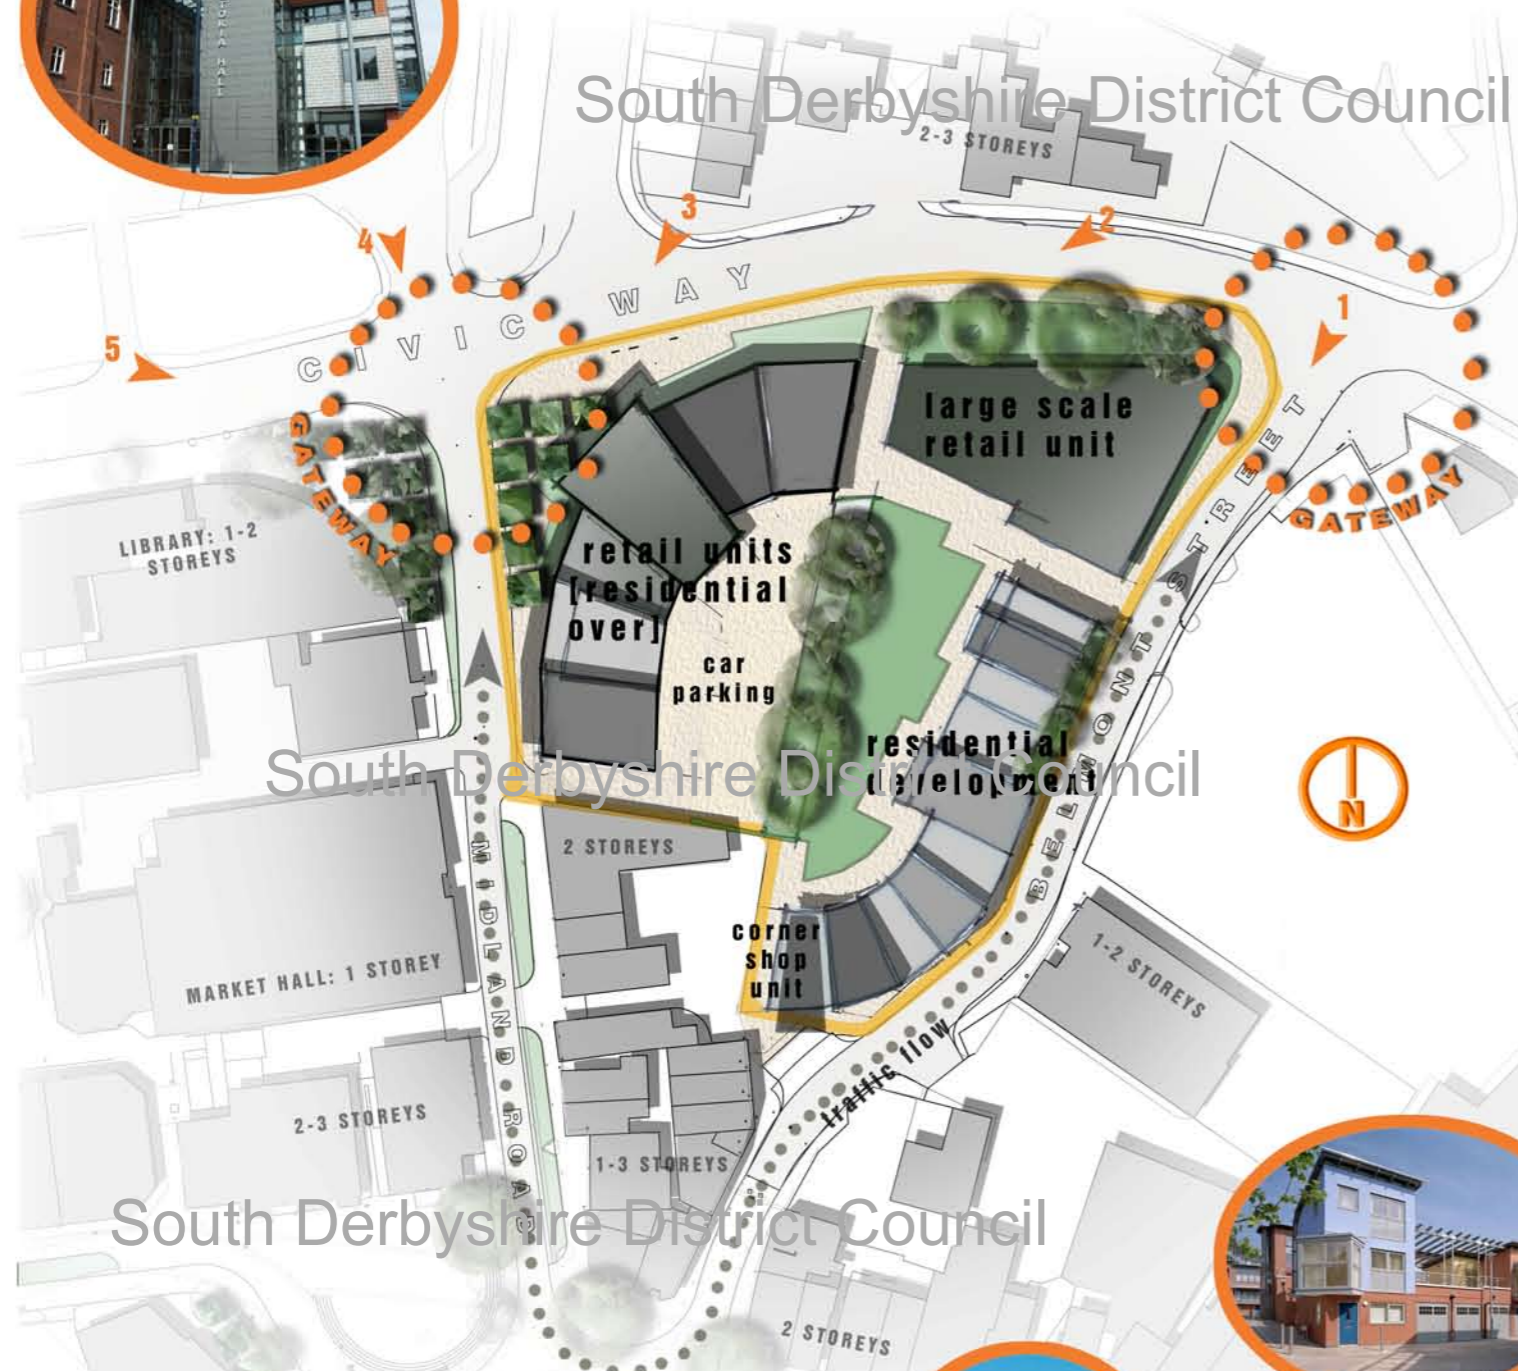 TORIA HALL
South Derbyshire District Council
2-3 STOREYS
3
2
4
1
5
CIVIC WAY
large scale
retail unit
GATEWAY
GATEWAY
LIBRARY: 1-2
STOREYS
retail units
[residential
over]
car
parking
BELMONT STREET
residential
development
South Derbyshire District Council
N
2 STOREYS
MIDLAND ROAD
corner
shop
unit
1-2 STOREYS
MARKET HALL: 1 STOREY
traffic flow
2-3 STOREYS
1-3 STOREYS
South Derbyshire District Council
2 STOREYS